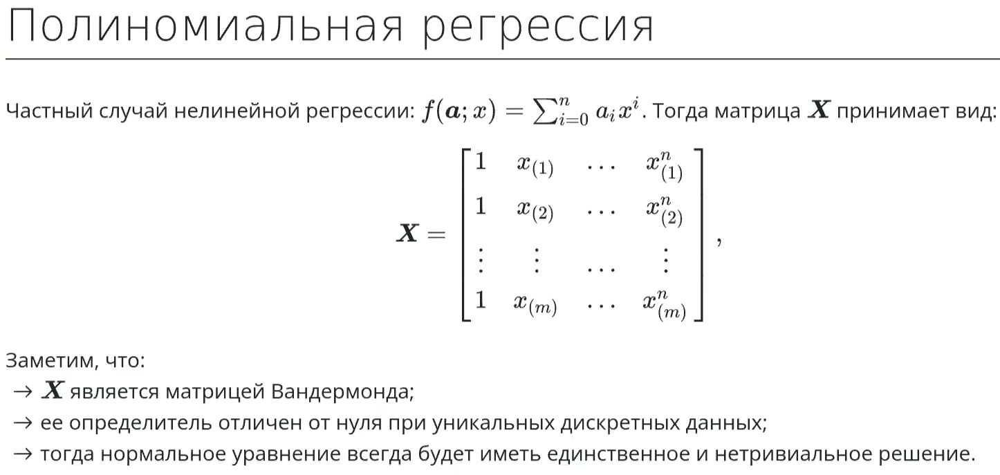 Полиномиальная регрессия
Частный случай нелинейной регрессии: $f(\boldsymbol{a}; x) = \sum_{i=0}^{n} a_i x^i$. Тогда матрица $\boldsymbol{X}$ принимает вид:
$\boldsymbol{X} = \begin{bmatrix} 1 & x_{(1)} & \dots & x_{(1)}^n \\ 1 & x_{(2)} & \dots & x_{(2)}^n \\ \vdots & \vdots & \dots & \vdots \\ 1 & x_{(m)} & \dots & x_{(m)}^n \end{bmatrix},$
Заметим, что:
→ $\boldsymbol{X}$ является матрицей Вандермонда;
→ ее определитель отличен от нуля при уникальных дискретных данных;
→ тогда нормальное уравнение всегда будет иметь единственное и нетривиальное решение.